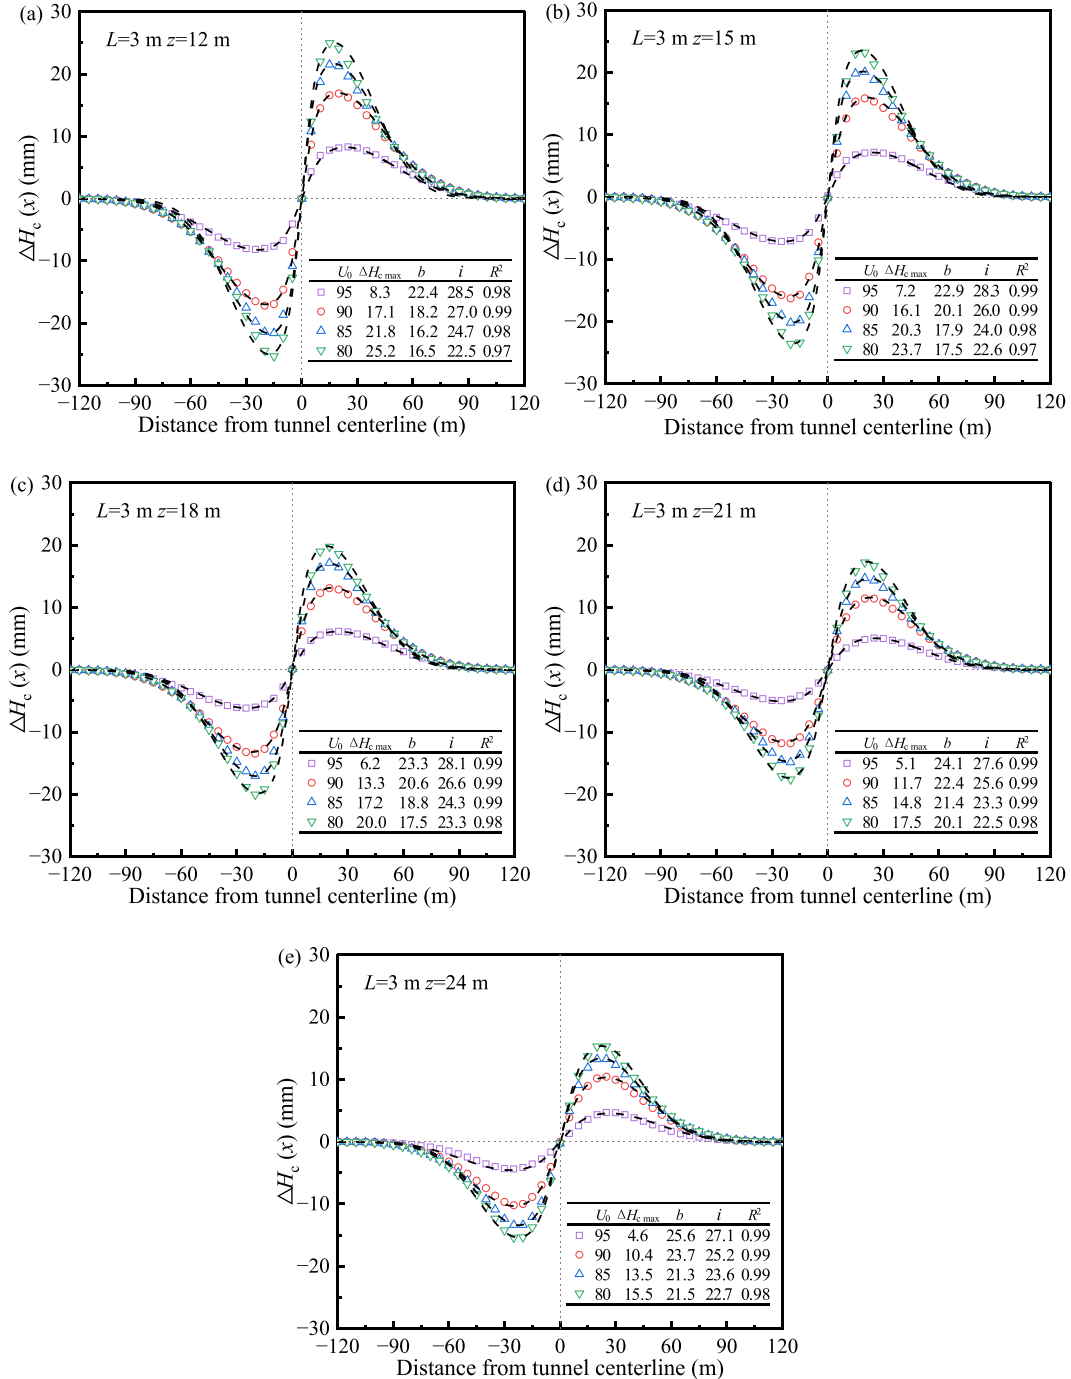 (a)
L=3 m z=12 m
30
20
10
0
−10
−20
−30
ΔHc (x) (mm)
U0 ΔHc max b i R2
95 8.3 22.4 28.5 0.98
90 17.1 18.2 27.0 0.99
85 21.8 16.2 24.7 0.98
80 25.2 16.5 22.5 0.97
−120 −90 −60 −30 0 30 60 90 120
Distance from tunnel centerline (m)
(b)
L=3 m z=15 m
30
20
10
0
−10
−20
−30
ΔHc (x) (mm)
U0 ΔHc max b i R2
95 7.2 22.9 28.3 0.99
90 16.1 20.1 26.0 0.99
85 20.3 17.9 24.0 0.98
80 23.7 17.5 22.6 0.97
−120 −90 −60 −30 0 30 60 90 120
Distance from tunnel centerline (m)
(c)
L=3 m z=18 m
30
20
10
0
−10
−20
−30
ΔHc (x) (mm)
U0 ΔHc max b i R2
95 6.2 23.3 28.1 0.99
90 13.3 20.6 26.6 0.99
85 17.2 18.8 24.3 0.99
80 20.0 17.5 23.3 0.98
−120 −90 −60 −30 0 30 60 90 120
Distance from tunnel centerline (m)
(d)
L=3 m z=21 m
30
20
10
0
−10
−20
−30
ΔHc (x) (mm)
U0 ΔHc max b i R2
95 5.1 24.1 27.6 0.99
90 11.7 22.4 25.6 0.99
85 14.8 21.4 23.3 0.99
80 17.5 20.1 22.5 0.98
−120 −90 −60 −30 0 30 60 90 120
Distance from tunnel centerline (m)
(e)
L=3 m z=24 m
30
20
10
0
−10
−20
−30
ΔHc (x) (mm)
U0 ΔHc max b i R2
95 4.6 25.6 27.1 0.99
90 10.4 23.7 25.2 0.99
85 13.5 21.3 23.6 0.99
80 15.5 21.5 22.7 0.98
−120 −90 −60 −30 0 30 60 90 120
Distance from tunnel centerline (m)